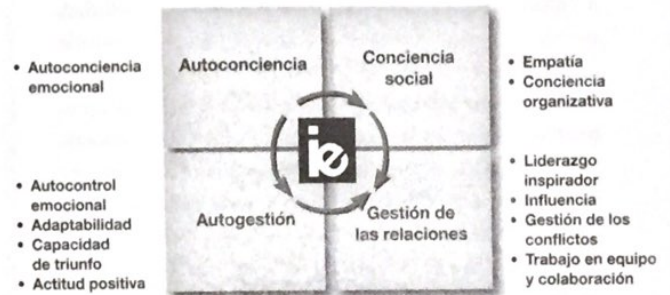 • Autoconciencia
emocional
Autoconciencia
Conciencia
social
• Empatía
• Conciencia
organizativa
ie
• Autocontrol
emocional
• Adaptabilidad
• Capacidad
de triunfo
• Actitud positiva
Autogestión
Gestión de
las relaciones
• Liderazgo
inspirador
• Influencia
• Gestión de los
conflictos
• Trabajo en equipo
y colaboración